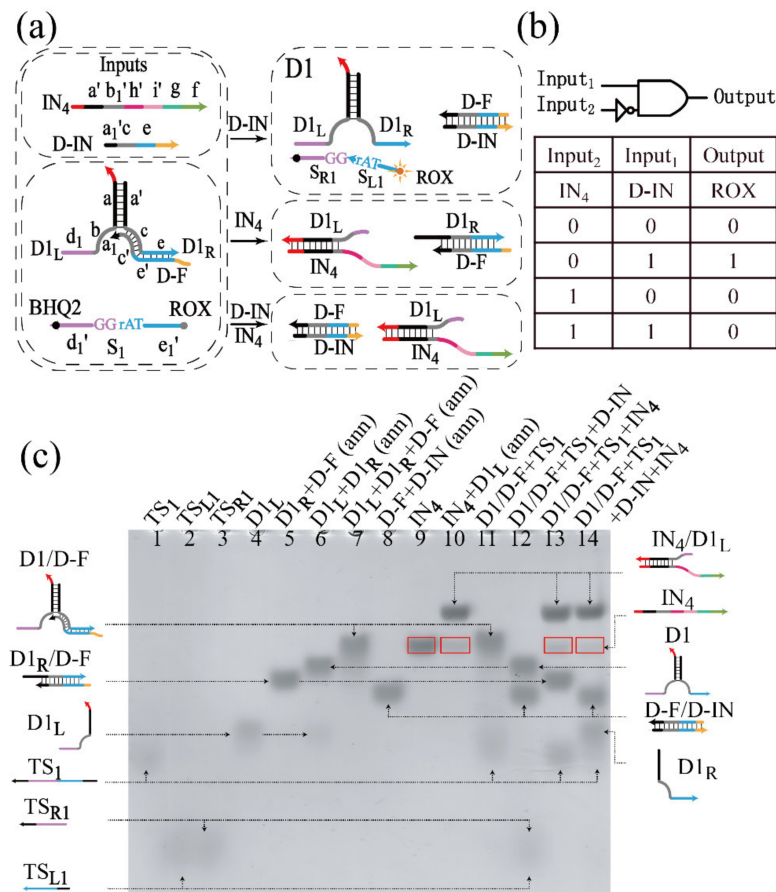 (a)
Inputs
a' b₁' h' i' g f
IN₄
a₁'c e
D-IN
a a'
b c
d₁ a₁ c' e
D1L e' D1R
D-F
BHQ2 ROX
GG rAT
d₁' S₁ e₁'
D-IN
IN₄
D-IN
IN₄
D1
D-F
D-IN
D1L D1R
GG rAT
SR1 SL1 ROX
D1L D1R
IN₄ D-F
D-F D1L
D-IN IN₄
(b)
Input₁
Input₂
Output
Input₂ Input₁ Output
IN₄ D-IN ROX
0 0 0
0 1 1
1 0 0
1 1 0
(c)
TS₁
TSL1
TSR1
D1L
D1R+D-F (ann)
D1L+D1R (ann)
D1L+D1R+D-F (ann)
D-F+D-IN (ann)
IN₄
IN₄+D1L (ann)
D1/D-F+TS₁
D1/D-F+TS₁+D-IN
D1/D-F+TS₁+IN₄
D1/D-F+TS₁
+D-IN+IN₄
1 2 3 4 5 6 7 8 9 10 11 12 13 14
D1/D-F
D1R/D-F
D1L
TS₁
TSR1
TSL1
IN₄/D1L
IN₄
D1
D-F/D-IN
D1R